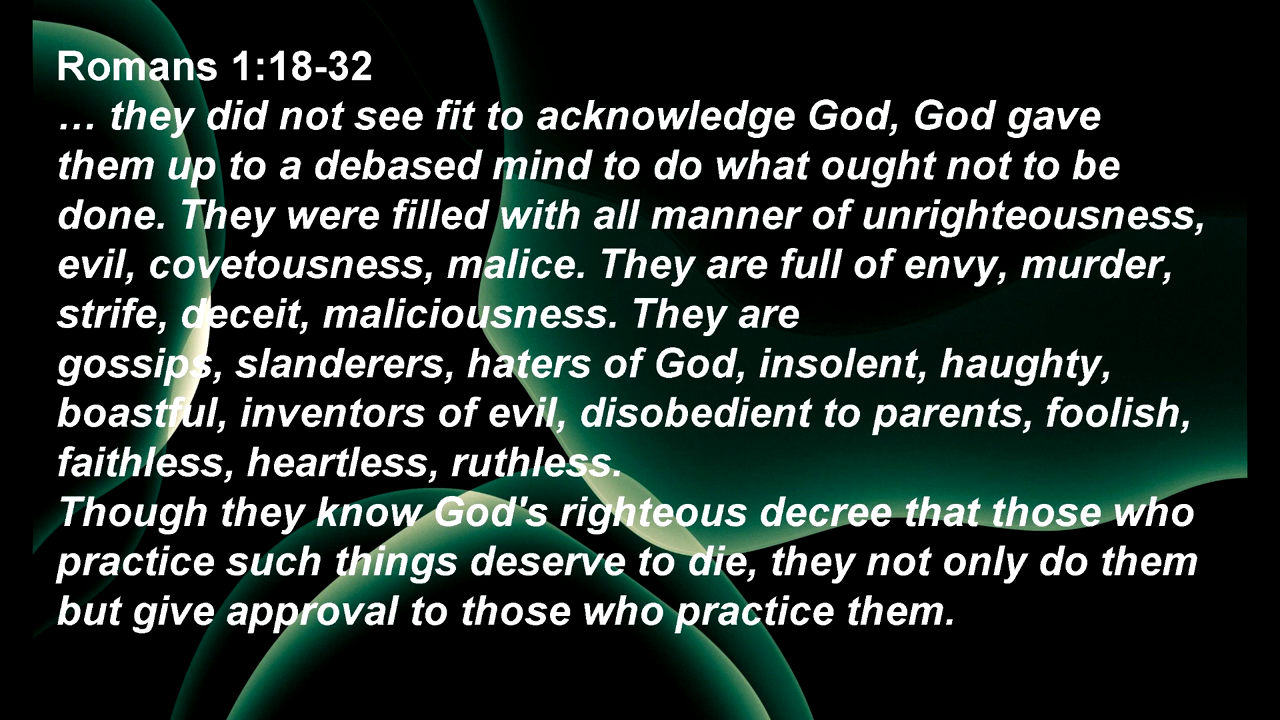 Romans 1:18-32
… they did not see fit to acknowledge God, God gave
them up to a debased mind to do what ought not to be
done. They were filled with all manner of unrighteousness,
evil, covetousness, malice. They are full of envy, murder,
strife, deceit, maliciousness. They are
gossips, slanderers, haters of God, insolent, haughty,
boastful, inventors of evil, disobedient to parents, foolish,
faithless, heartless, ruthless.
Though they know God's righteous decree that those who
practice such things deserve to die, they not only do them
but give approval to those who practice them.